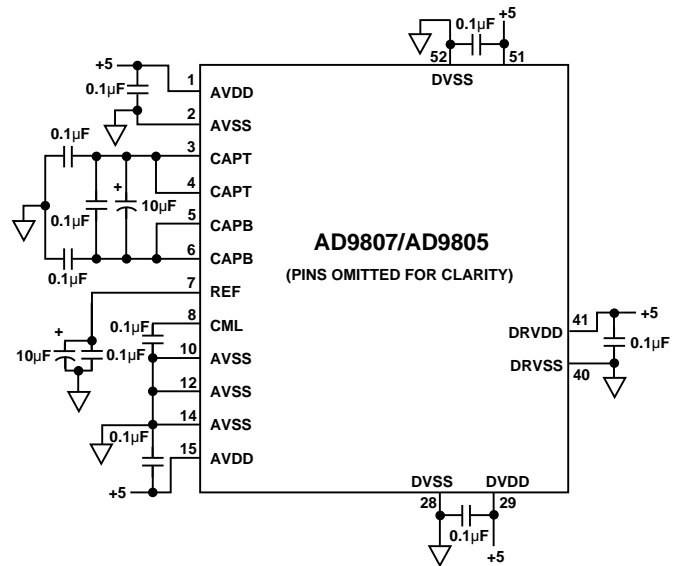 +5
0.1µF
52
51
DVSS
+5
0.1µF
1
AVDD
2
AVSS
0.1µF
3
CAPT
4
CAPT
+
0.1µF
10µF
5
CAPB
6
CAPB
0.1µF
AD9807/AD9805
(PINS OMITTED FOR CLARITY)
7
REF
8
CML
0.1µF
+
10µF
0.1µF
10
AVSS
12
AVSS
14
AVSS
0.1µF
15
AVDD
+5
41
DRVDD
+5
0.1µF
DRVSS
40
DVSS
DVDD
28
29
0.1µF
+5